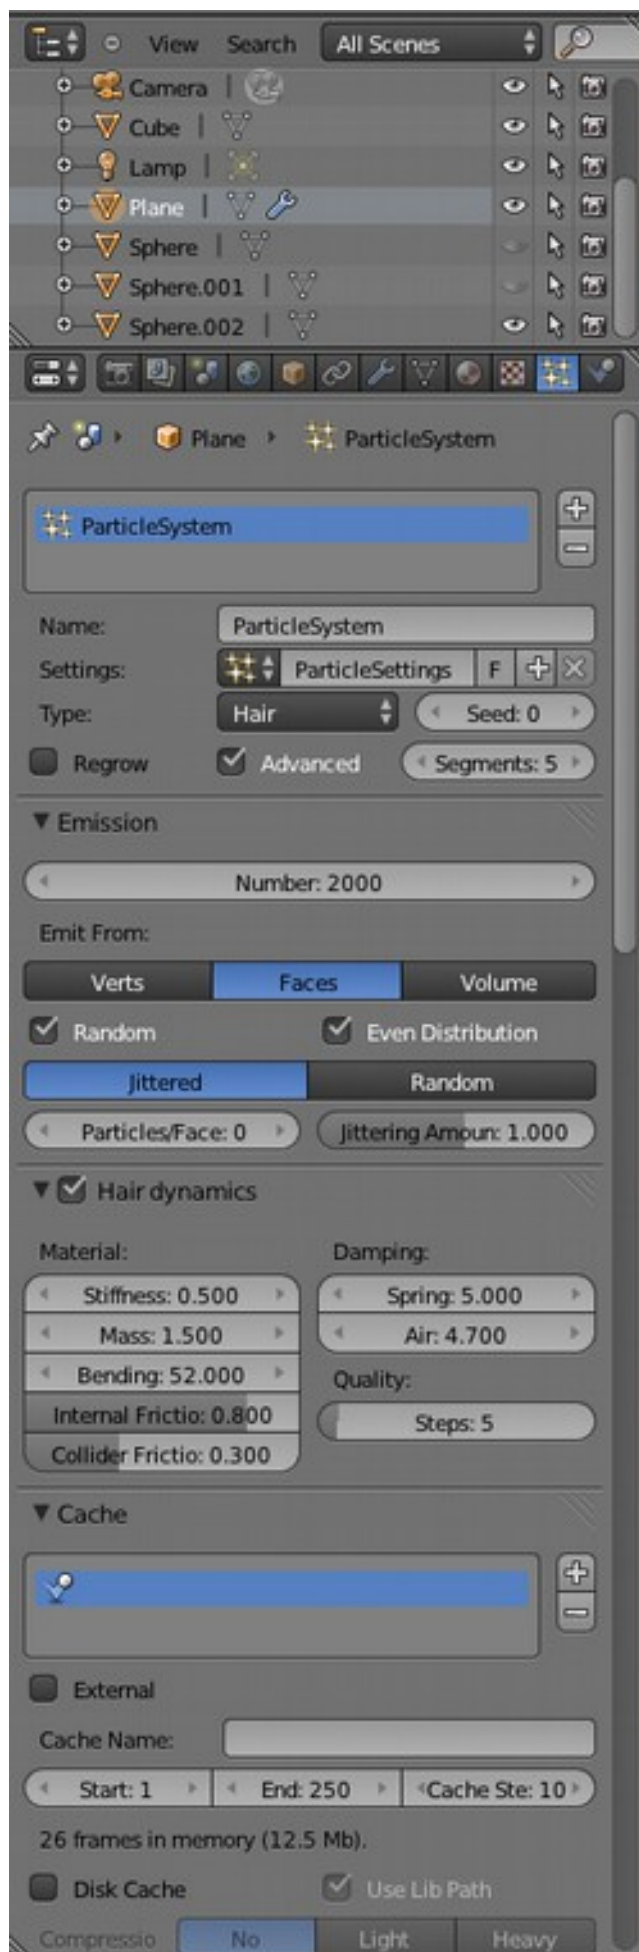 View Search All Scenes
Camera
Cube
Lamp
Plane
Sphere
Sphere.001
Sphere.002
Plane ParticleSystem
ParticleSystem
Name: ParticleSystem
Settings: ParticleSettings F
Type: Hair Seed: 0
Regrow Advanced Segments: 5
Emission
Number: 2000
Emit From:
Verts Faces Volume
Random Even Distribution
Jittered Random
Particles/Face: 0 Jittering Amoun: 1.000
Hair dynamics
Material: Damping:
Stiffness: 0.500 Spring: 5.000
Mass: 1.500 Air: 4.700
Bending: 52.000 Quality:
Internal Frictio: 0.800 Steps: 5
Collider Frictio: 0.300
Cache
External
Cache Name:
Start: 1 End: 250 Cache Ste: 10
26 frames in memory (12.5 Mb).
Disk Cache Use Lib Path
Compressio No Light Heavy